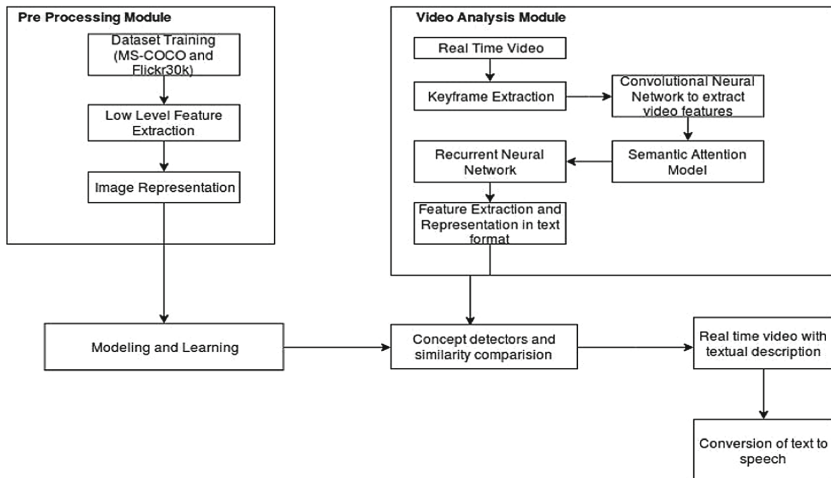 Pre Processing Module
Dataset Training
(MS-COCO and
Flickr30k)
Low Level Feature
Extraction
Image Representation
Video Analysis Module
Real Time Video
Keyframe Extraction
Convolutional Neural
Network to extract
video features
Recurrent Neural
Network
Semantic Attention
Model
Feature Extraction and
Representation in text
format
Modeling and Learning
Concept detectors and
similarity comparision
Real time video with
textual description
Conversion of text to
speech